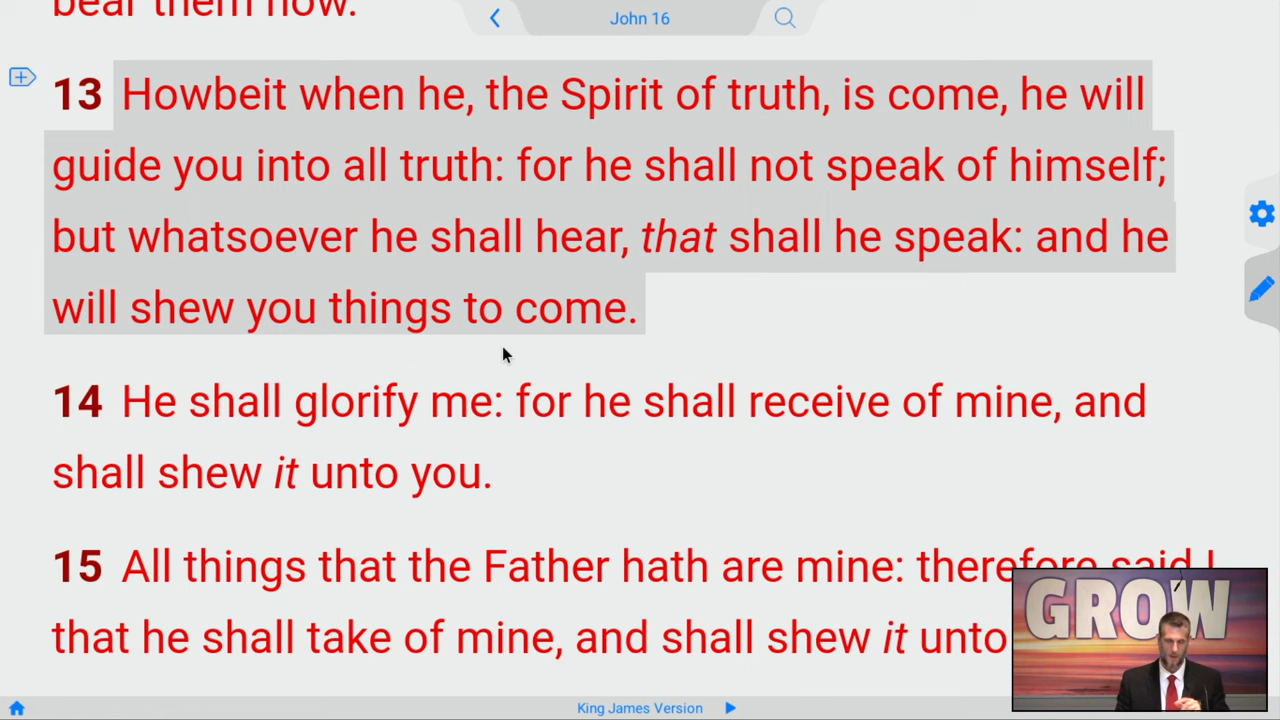 bear them now.
John 16
13 Howbeit when he, the Spirit of truth, is come, he will
guide you into all truth: for he shall not speak of himself;
but whatsoever he shall hear, that shall he speak: and he
will shew you things to come.
14 He shall glorify me: for he shall receive of mine, and
shall shew it unto you.
15 All things that the Father hath are mine: therefore said I
that he shall take of mine, and shall shew it unto
GROW
King James Version